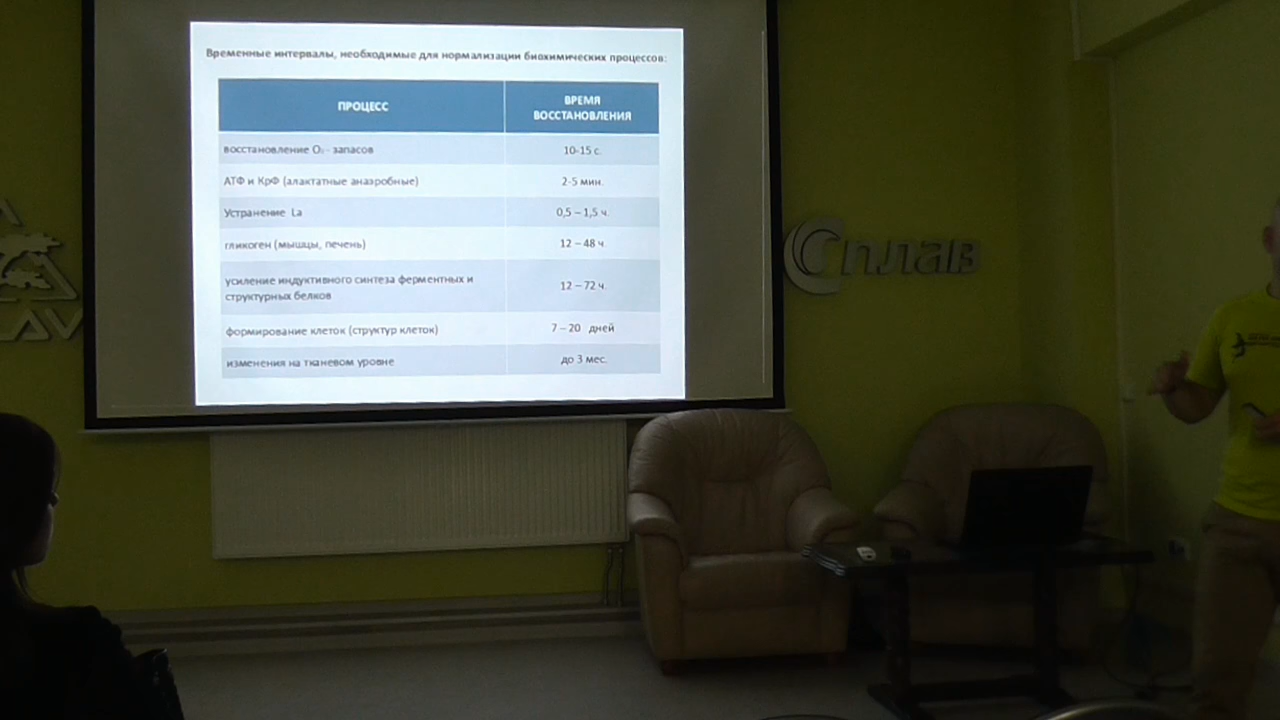 Временные интервалы, необходимые для нормализации биохимических процессов:
ПРОЦЕСС
ВРЕМЯ
ВОССТАНОВЛЕНИЯ
восстановление O₂ - запасов
10-15 с.
АТФ и КрФ (алактатные анаэробные)
2-5 мин.
Устранение La
0,5 – 1,5 ч.
гликоген (мышцы, печень)
12 – 48 ч
усиление индуктивного синтеза ферментных и
структурных белков
12 – 72 ч
формирование клеток (структур клеток)
7 – 20 дней
изменения на тканевом уровне
до 3 мес.
Сплав
LAV